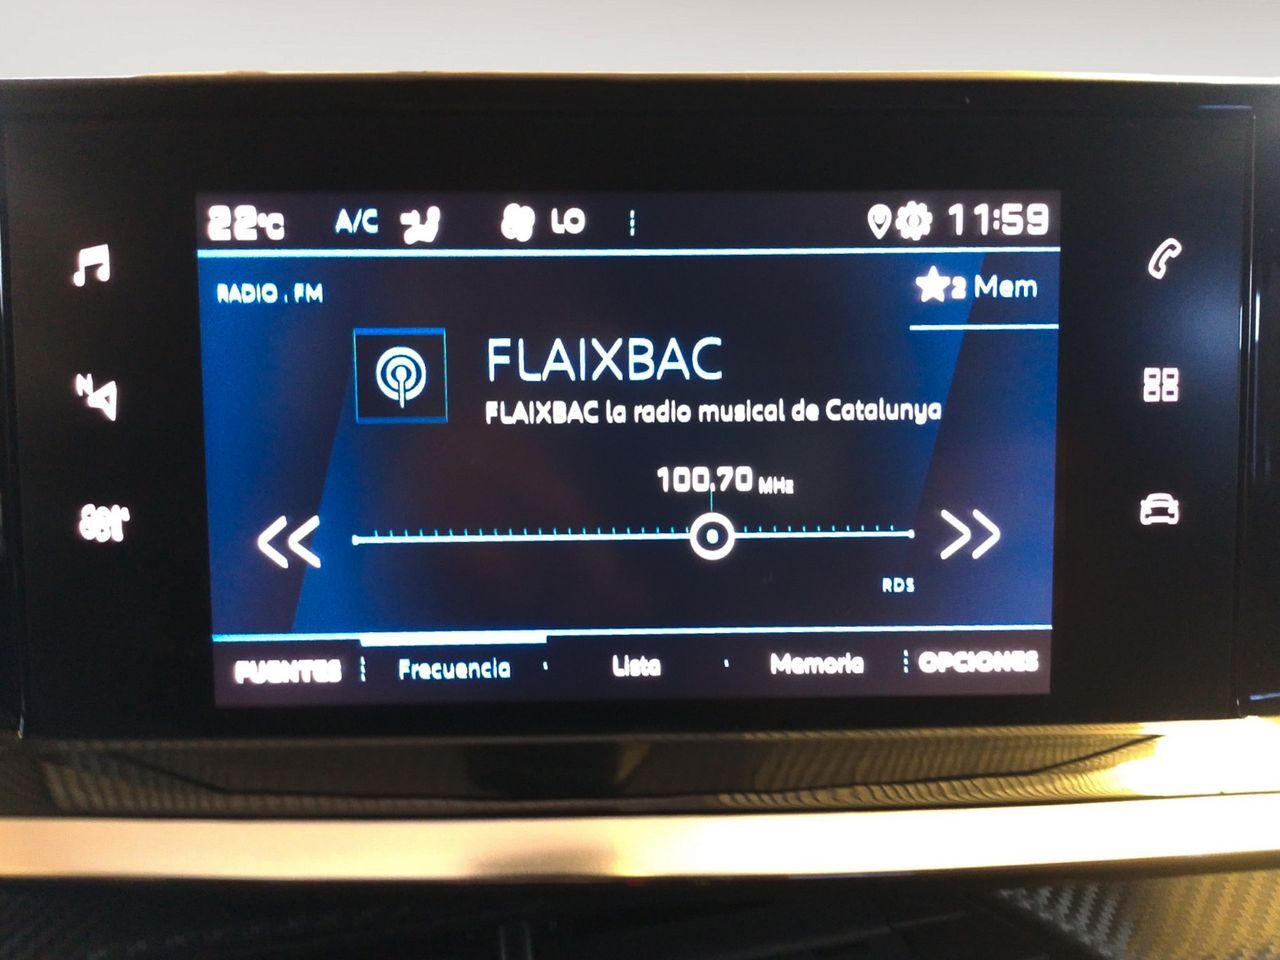 22°C A/C LO 11:59
RADIO . FM
2 Mem
FLAIXBAC
FLAIXBAC la radio musical de Catalunya
100.70 MHz
RDS
FUENTES Frecuencia Lista Memoria OPCIONES
N